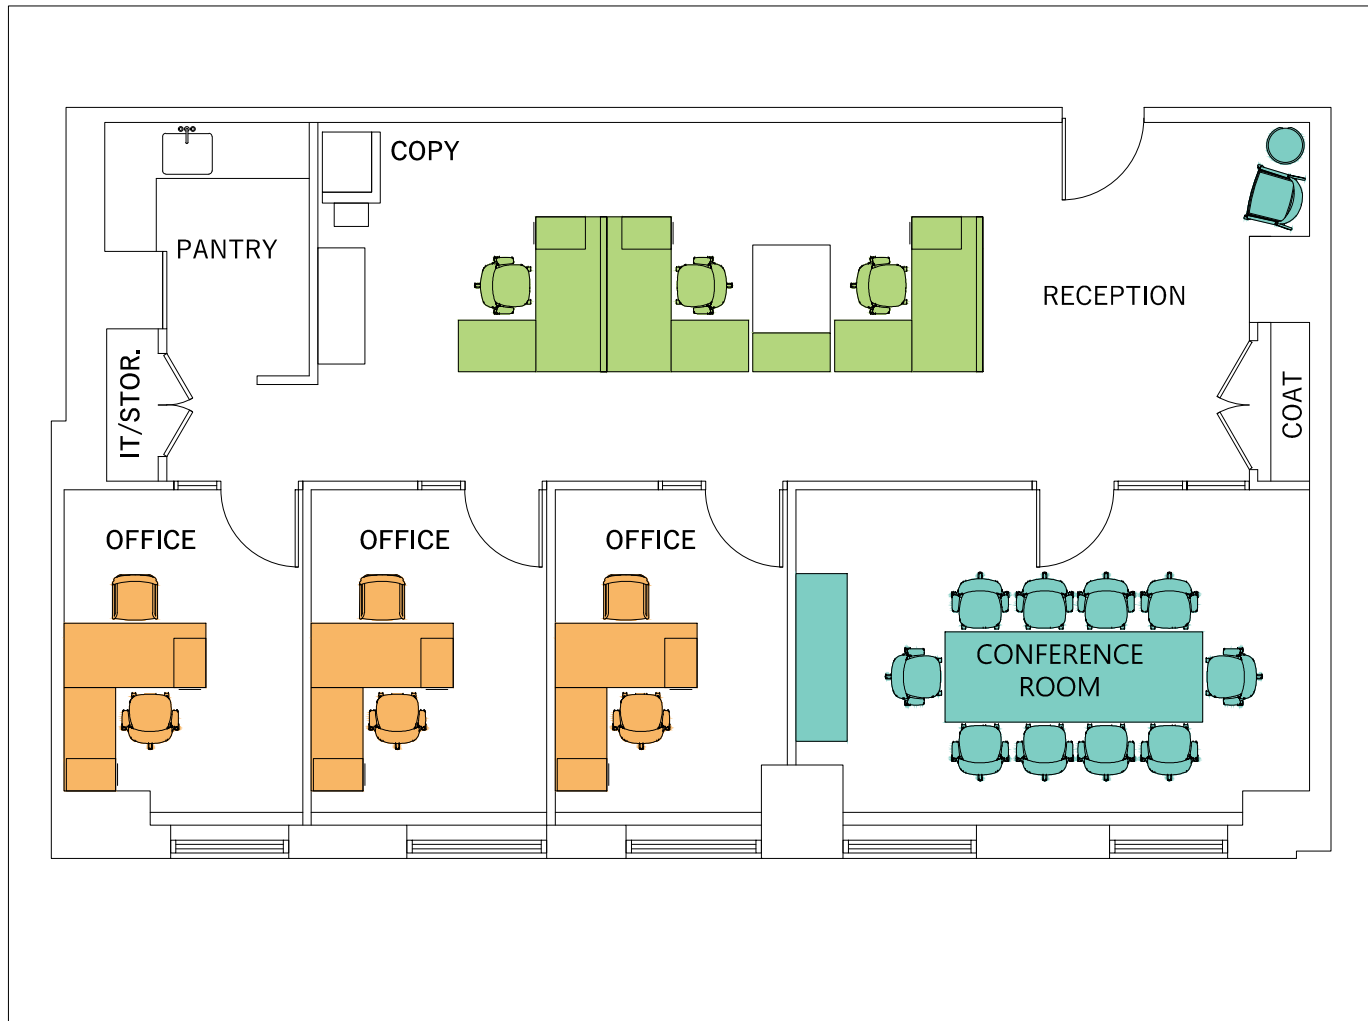 COPY
PANTRY
RECEPTION
IT/STOR.
COAT
OFFICE
OFFICE
OFFICE
CONFERENCE
ROOM